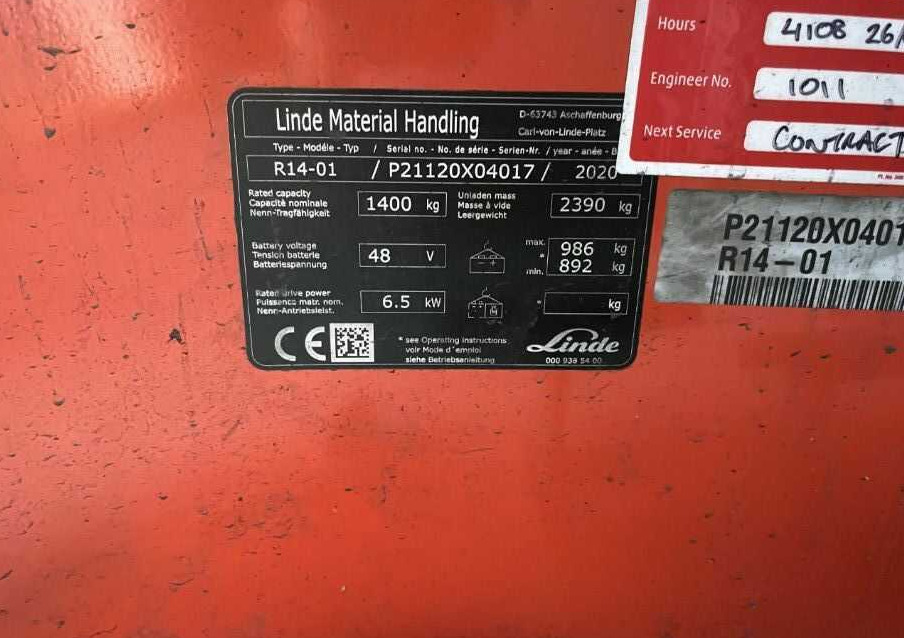 Hours 4108 26/
Engineer No. 1011
Next Service CONTRACT
Linde Material Handling
D-63743 Aschaffenburg
Carl-von-Linde-Platz
Type - Modéle - Typ / Serial no. - No. de série - Serien-Nr. / year - anée - B
R14-01 / P21120X04017 / 2020
Rated capacity
Capacité nominale
Nenn-Tragfähigkeit
1400 kg
Unladen mass
Masse à vide
Leergewicht
2390 kg
Battery voltage
Tension batterie
Batteriespannung
48 V
max. 986 kg
*
min. 892 kg
Rated drive power
Puissance motr. nom.
Nenn-Antriebsleist.
6.5 kW
* kg
CE
* see Operating Instructions
voir Mode d'emploi
siehe Betriebsanleitung
Linde
000 939 54 00
P21120X0401
R14-01